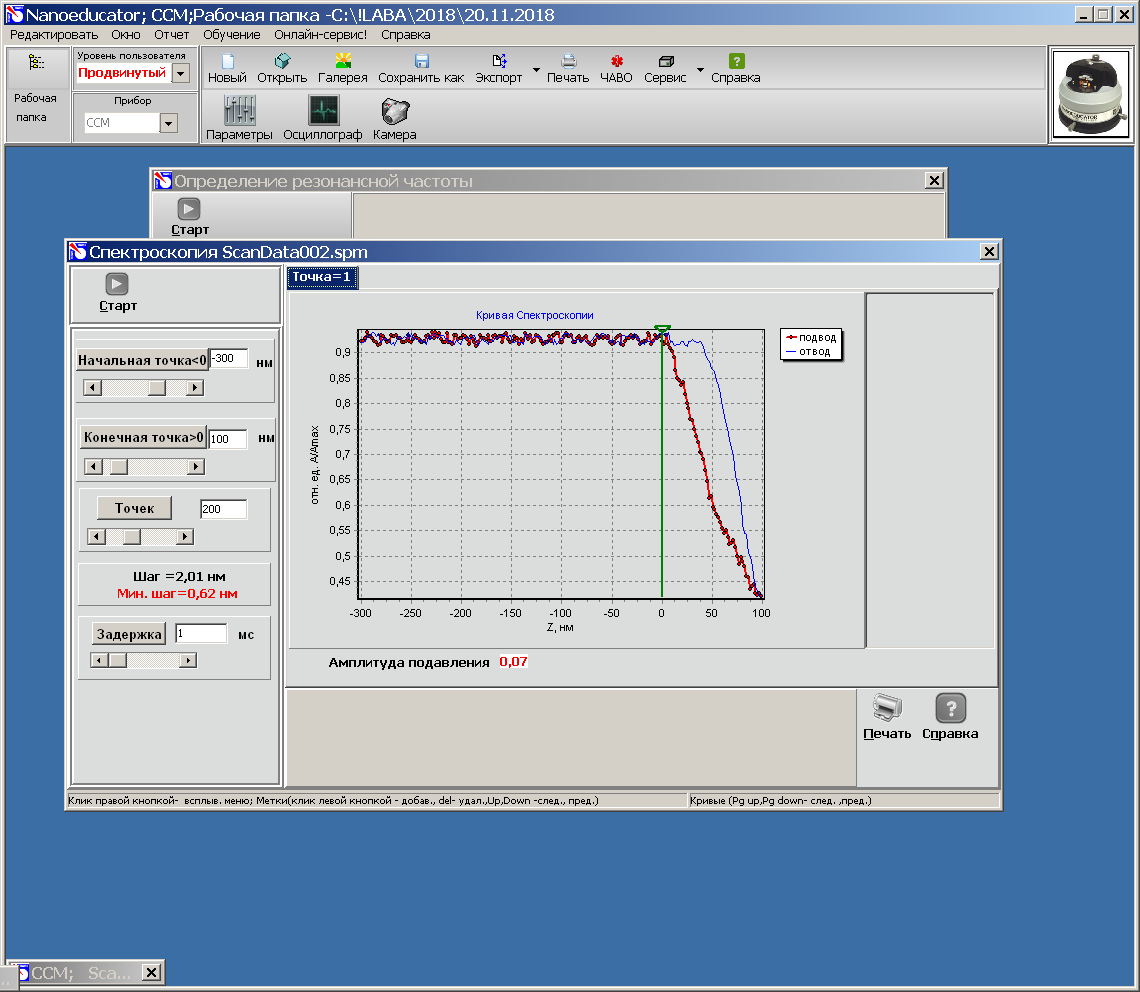 Nanoeducator; ССМ;Рабочая папка -C:\!LABA\2018\20.11.2018
Редактировать Окно Отчет Обучение Онлайн-сервис! Справка
Рабочая папка
Уровень пользователя
Продвинутый
Прибор
ССМ
Новый Открыть Галерея Сохранить как Экспорт Печать ЧАВО Сервис Справка
Параметры Осциллограф Камера
Определение резонансной частоты
Старт
Спектроскопия ScanData002.spm
Старт
Точка=1
Начальная точка<0 -300 нм
Конечная точка>0 100 нм
Точек 200
Шаг =2,01 нм
Мин. шаг=0,62 нм
Задержка 1 мс
Кривая Спектроскопии
подвод
отвод
отн. ед. A/Amax
0,9
0,85
0,8
0,75
0,7
0,65
0,6
0,55
0,5
0,45
-300 -250 -200 -150 -100 -50 0 50 100
Z, нм
Амплитуда подавления 0,07
Печать Справка
Клик правой кнопкой- всплыв. меню; Метки(клик левой кнопкой - добав., del- удал.,Up,Down -след., пред.)
Кривые (Pg up,Pg down- след. ,пред.)
ССМ; Sca...